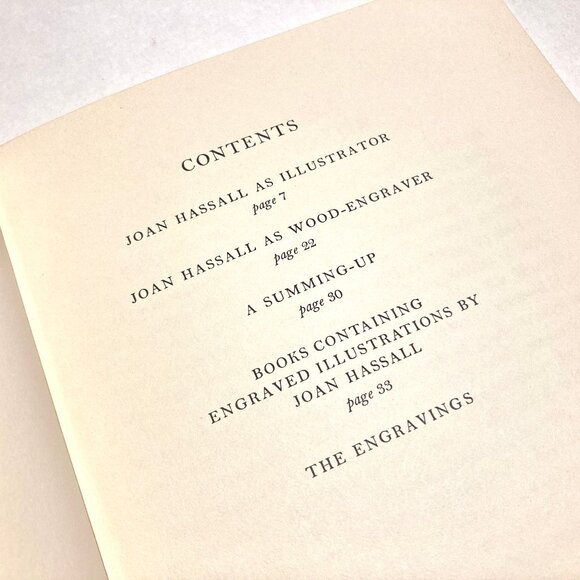 CONTENTS
JOAN HASSALL AS ILLUSTRATOR
page 7
JOAN HASSALL AS WOOD-ENGRAVER
page 22
A SUMMING-UP
page 30
BOOKS CONTAINING
ENGRAVED ILLUSTRATIONS BY
JOAN HASSALL
page 33
THE ENGRAVINGS